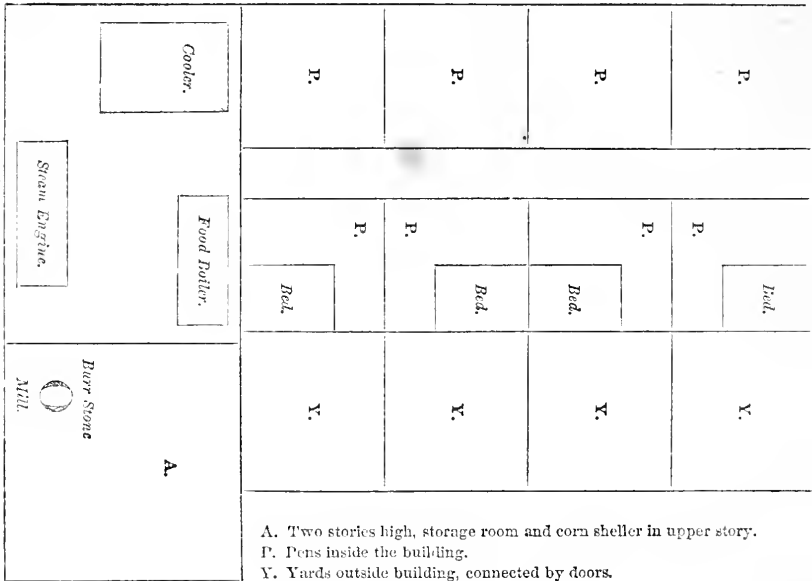 Cooler.
P.
P.
P.
P.
Steam Engine.
Food Boiler.
P.
P.
P.
P.
Bed.
Bed.
Bed.
Bed.
Burr Stone
Mill.
A.
Y.
Y.
Y.
Y.
A. Two stories high, storage room and corn sheller in upper story.
P. Pens inside the building.
Y. Yards outside building, connected by doors.